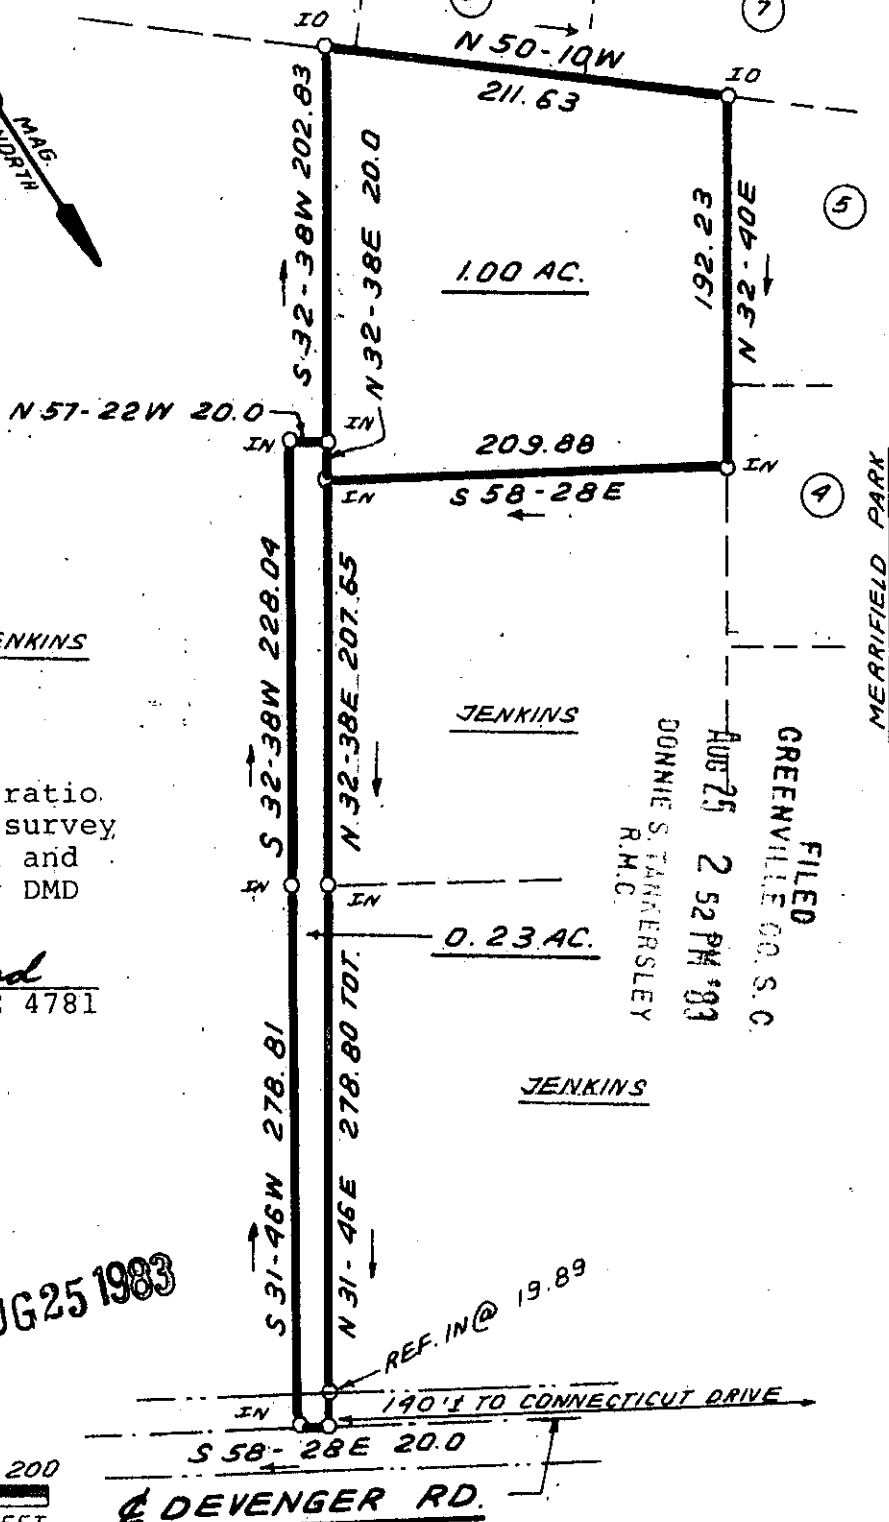 IO
7
N 50-10W
211.63
IO
MAG.
NORTH
S 32-38W 202.83
N 32-38E 20.0
1.00 AC.
192.23
N 32-40E
5
N 57-22W 20.0
IN
IN
IN
209.88
S 58-28E
IN
4
MERRIFIELD PARK
S 32-38W 228.04
N 32-38E 207.65
ENKINS
JENKINS
FILED
GREENVILLE CO. S. C.
AUG 25 2 52 PM '83
DONNIE S. TANKERSLEY
R.M.C.
ratio
survey
and
DMD
4781
IN
IN
0.23 AC.
S 31-46W 278.81
N 31-46E 278.80 TOT.
JENKINS
UG 25 1983
REF. IN @ 19.89
IN
190'± TO CONNECTICUT DRIVE
S 58-28E 20.0
200
FEET
℄ DEVENGER RD.